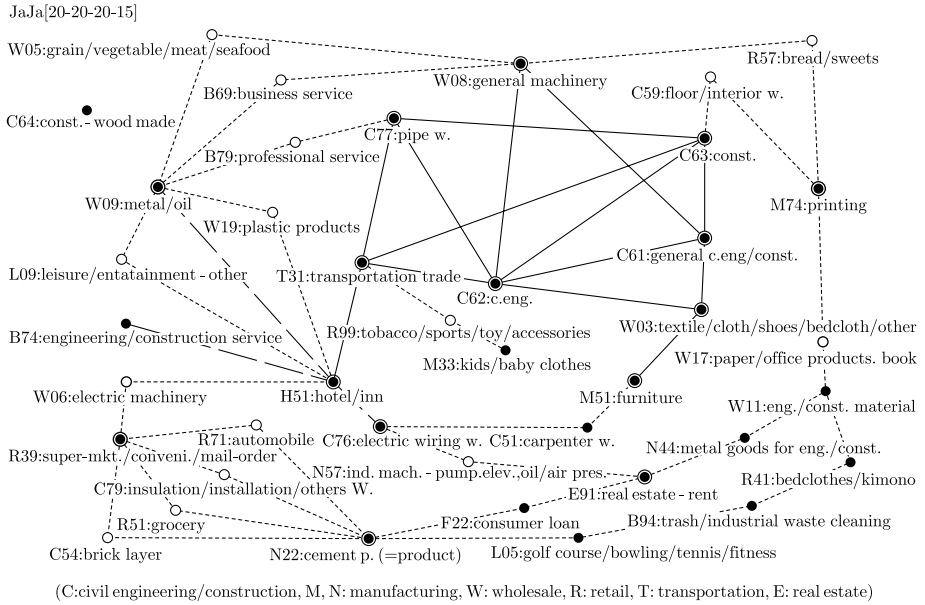 JaJa[20-20-20-15]
W05:grain/vegetable/meat/seafood
R57:bread/sweets
W08:general machinery
B69:business service
C59:floor/interior w.
C64:const.-wood made
C77:pipe w.
B79:professional service
C63:const.
W09:metal/oil
M74:printing
W19:plastic products
C61:general c.eng/const.
L09:leisure/entatainment-other
T31:transportation trade
C62:c.eng.
R99:tobacco/sports/toy/accessories
W03:textile/cloth/shoes/bedcloth/other
B74:engineering/construction service
W17:paper/office products. book
M33:kids/baby clothes
W06:electric machinery
H51:hotel/inn
M51:furniture
W11:eng./const. material
R71:automobile
C76:electric wiring w.
C51:carpenter w.
N44:metal goods for eng./const.
R39:super-mkt./conveni./mail-order
N57:ind. mach.-pump.elev.,oil/air pres.
R41:bedclothes/kimono
C79:insulation/installation/others W.
E91:real estate-rent
R51:grocery
F22:consumer loan
B94:trash/industrial waste cleaning
C54:brick layer
N22:cement p. (=product)
L05:golf course/bowling/tennis/fitness
(C:civil engineering/construction, M, N: manufacturing, W: wholesale, R: retail, T: transportation, E: real estate)